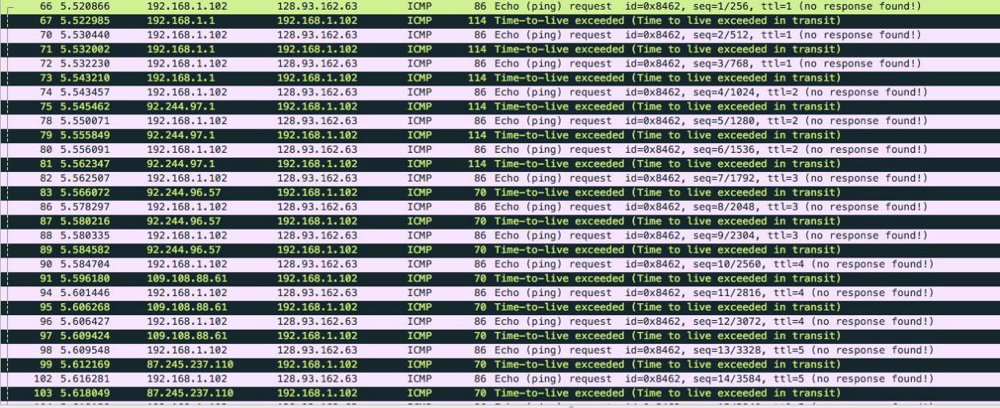 66 5.520866 192.168.1.102 128.93.162.63 ICMP 86 Echo (ping) request id=0x8462, seq=1/256, ttl=1 (no response found!)
67 5.522985 192.168.1.1 192.168.1.102 ICMP 114 Time-to-live exceeded (Time to live exceeded in transit)
70 5.530440 192.168.1.102 128.93.162.63 ICMP 86 Echo (ping) request id=0x8462, seq=2/512, ttl=1 (no response found!)
71 5.532002 192.168.1.1 192.168.1.102 ICMP 114 Time-to-live exceeded (Time to live exceeded in transit)
72 5.532230 192.168.1.102 128.93.162.63 ICMP 86 Echo (ping) request id=0x8462, seq=3/768, ttl=1 (no response found!)
73 5.543210 192.168.1.1 192.168.1.102 ICMP 114 Time-to-live exceeded (Time to live exceeded in transit)
74 5.543457 192.168.1.102 128.93.162.63 ICMP 86 Echo (ping) request id=0x8462, seq=4/1024, ttl=2 (no response found!)
75 5.545462 92.244.97.1 192.168.1.102 ICMP 114 Time-to-live exceeded (Time to live exceeded in transit)
78 5.550071 192.168.1.102 128.93.162.63 ICMP 86 Echo (ping) request id=0x8462, seq=5/1280, ttl=2 (no response found!)
79 5.555849 92.244.97.1 192.168.1.102 ICMP 114 Time-to-live exceeded (Time to live exceeded in transit)
80 5.556091 192.168.1.102 128.93.162.63 ICMP 86 Echo (ping) request id=0x8462, seq=6/1536, ttl=2 (no response found!)
81 5.562347 92.244.97.1 192.168.1.102 ICMP 114 Time-to-live exceeded (Time to live exceeded in transit)
82 5.562507 192.168.1.102 128.93.162.63 ICMP 86 Echo (ping) request id=0x8462, seq=7/1792, ttl=3 (no response found!)
83 5.566072 92.244.96.57 192.168.1.102 ICMP 70 Time-to-live exceeded (Time to live exceeded in transit)
86 5.578297 192.168.1.102 128.93.162.63 ICMP 86 Echo (ping) request id=0x8462, seq=8/2048, ttl=3 (no response found!)
87 5.580216 92.244.96.57 192.168.1.102 ICMP 70 Time-to-live exceeded (Time to live exceeded in transit)
88 5.580335 192.168.1.102 128.93.162.63 ICMP 86 Echo (ping) request id=0x8462, seq=9/2304, ttl=3 (no response found!)
89 5.584582 92.244.96.57 192.168.1.102 ICMP 70 Time-to-live exceeded (Time to live exceeded in transit)
90 5.584704 192.168.1.102 128.93.162.63 ICMP 86 Echo (ping) request id=0x8462, seq=10/2560, ttl=4 (no response found!)
91 5.596180 109.108.88.61 192.168.1.102 ICMP 70 Time-to-live exceeded (Time to live exceeded in transit)
94 5.601446 192.168.1.102 128.93.162.63 ICMP 86 Echo (ping) request id=0x8462, seq=11/2816, ttl=4 (no response found!)
95 5.606268 109.108.88.61 192.168.1.102 ICMP 70 Time-to-live exceeded (Time to live exceeded in transit)
96 5.606427 192.168.1.102 128.93.162.63 ICMP 86 Echo (ping) request id=0x8462, seq=12/3072, ttl=4 (no response found!)
97 5.609424 109.108.88.61 192.168.1.102 ICMP 70 Time-to-live exceeded (Time to live exceeded in transit)
98 5.609548 192.168.1.102 128.93.162.63 ICMP 86 Echo (ping) request id=0x8462, seq=13/3328, ttl=5 (no response found!)
99 5.612169 87.245.237.110 192.168.1.102 ICMP 70 Time-to-live exceeded (Time to live exceeded in transit)
102 5.616281 192.168.1.102 128.93.162.63 ICMP 86 Echo (ping) request id=0x8462, seq=14/3584, ttl=5 (no response found!)
103 5.618049 87.245.237.110 192.168.1.102 ICMP 70 Time-to-live exceeded (Time to live exceeded in transit)